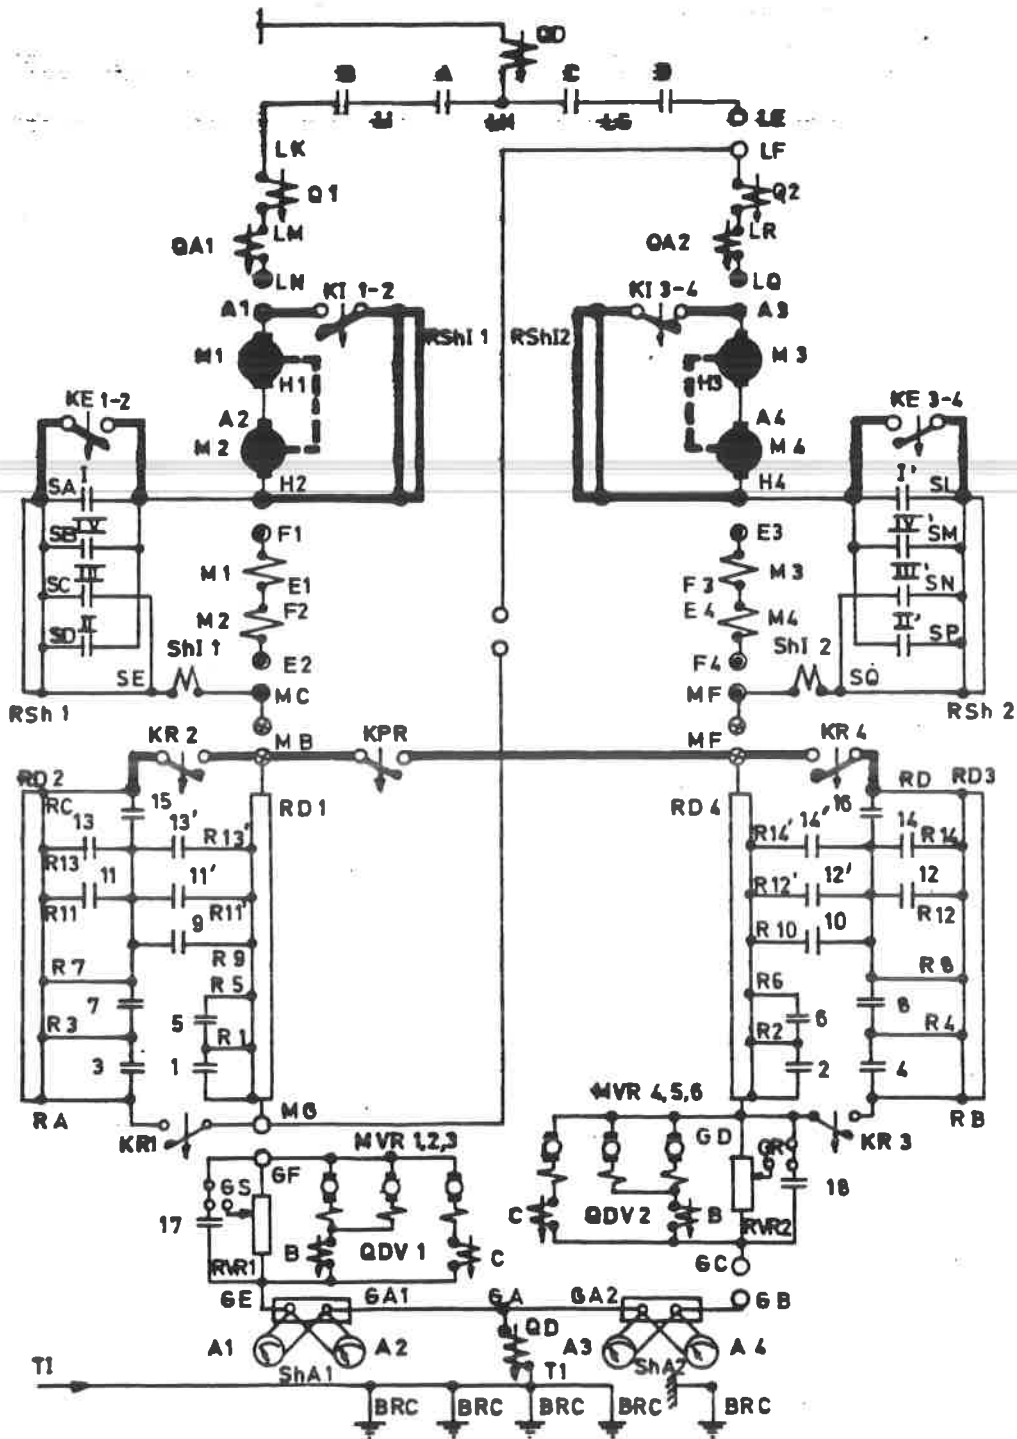 QD
B A C D
LI LH LG LE
LK LF
Q1 Q2
LM LR
QA1 QA2
LN LQ
KI 1-2 KI 3-4
A1 A3
RShI 1 RShI2
M1 M3
H1 H3
KE 1-2 A2 A4 KE 3-4
M2 M4
I H2 H4 I'
SA SL
IV IV'
SB SM
F1 E3
III III'
SC SN
M1 E1 F3 M3
F2 E4
II II'
SD M2 M4 SP
ShI 1 ShI 2
E2 F4
SE SQ
MC MF
RSh 1 RSh 2
KR 2 MB KPR MF KR 4
RD2 RD RD3
RC 15 RD1 RD4 16
13 13' R13' R14' 14' 14 R14
R13 11 11' R12' 12' 12
R11 R11' R12
9 R 10 10
R7 R 9 R8
R 5 R6
7 5 6 8
R3 R 1 R2 R4
3 1 2 4
RA MG MVR 4,5,6 RB
KR1 MVR 1,2,3 GD KR 3
GF GR
GS 18
17 C QDV 2 B
RVR1 B QDV 1 C RVR2
GC
GE GA1 GA GA2 GB
QD
A1 A2 A3 A4
TI ShA1 T1 ShA2
BRC BRC BRC BRC BRC